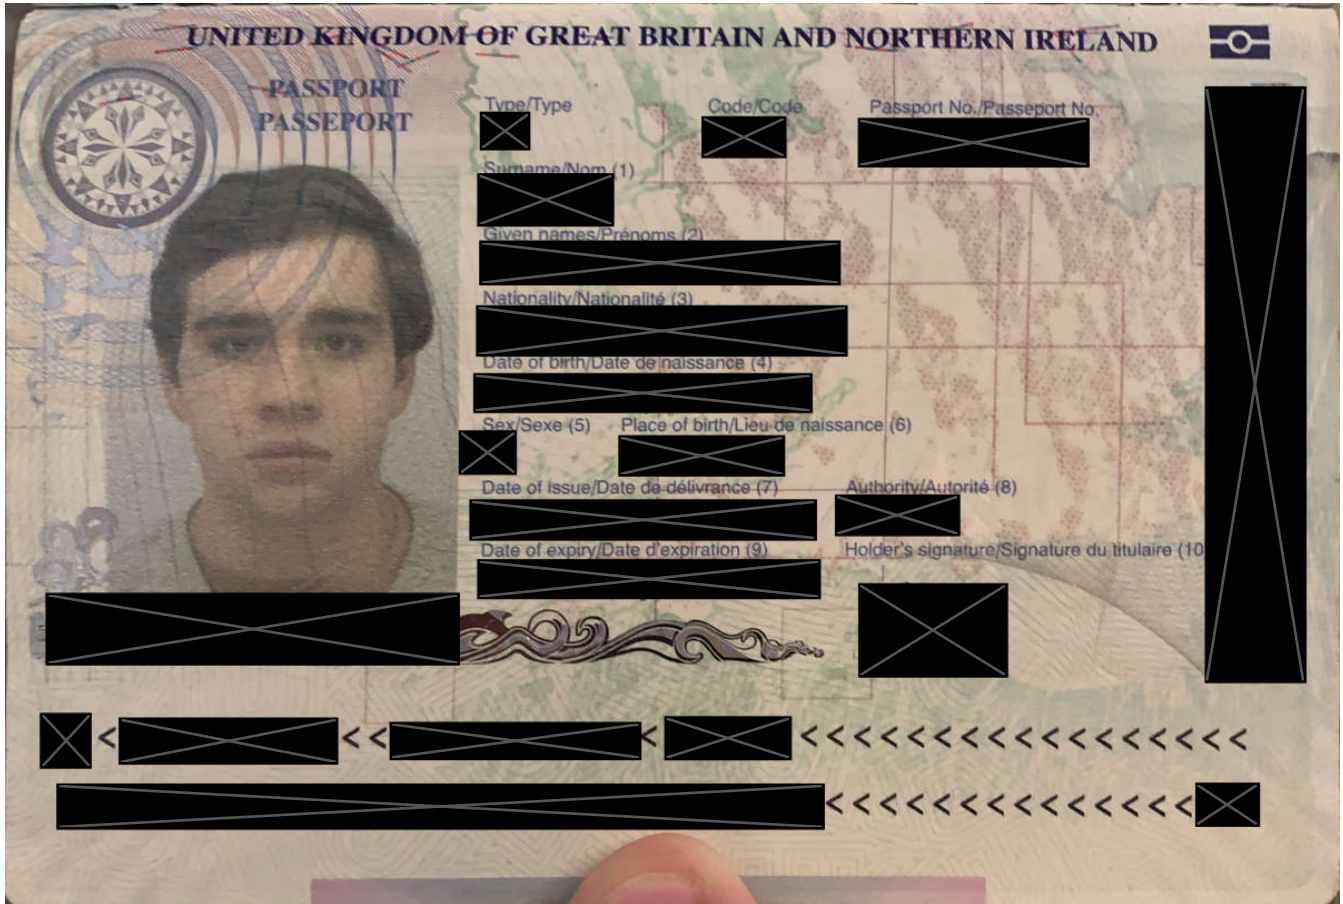 UNITED KINGDOM OF GREAT BRITAIN AND NORTHERN IRELAND
PASSPORT
PASSEPORT
Type/Type Code/Code Passport No./Passeport No.
Surname/Nom (1)
Given names/Prénoms (2)
Nationality/Nationalité (3)
Date of birth/Date de naissance (4)
Sex/Sexe (5) Place of birth/Lieu de naissance (6)
Date of issue/Date de délivrance (7) Authority/Autorité (8)
Date of expiry/Date d'expiration (9) Holder's signature/Signature du titulaire (10
< << < <<<<<<<<<<<<<<<<<
<<<<<<<<<<<<<<